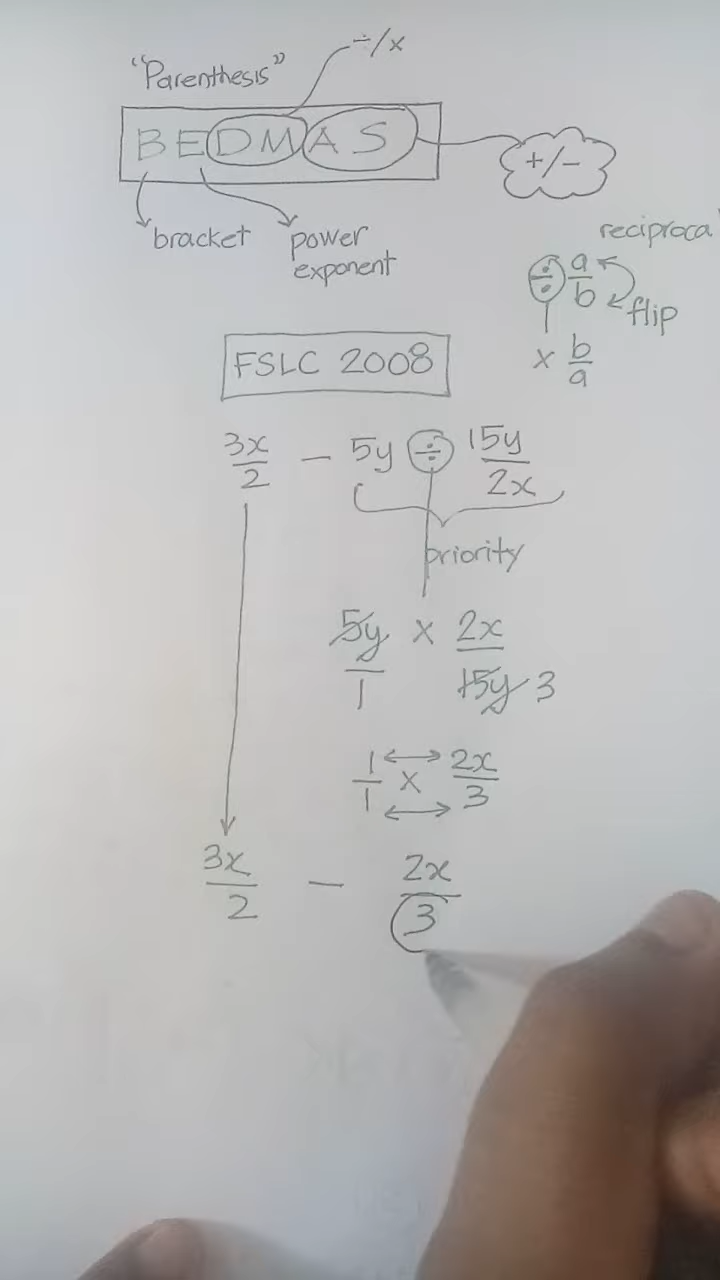 ÷/x
"Parenthesis"
BEDMAS
+/-
bracket
power
exponent
reciproca
÷ a/b
flip
x b/a
FSLC 2008
3x/2 - 5y ÷ 15y/2x
priority
5y/1 x 2x/15y 3
1/1 x 2x/3
3x/2 - 2x/3